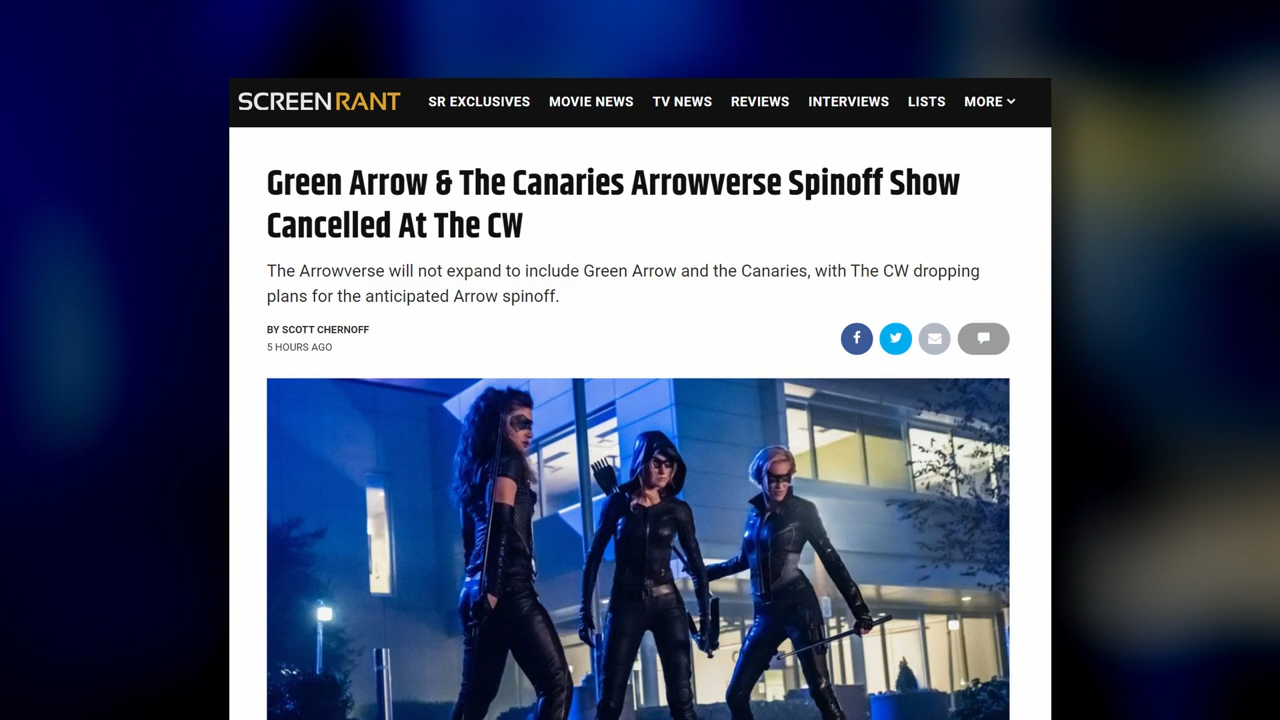 SCREENRANT SR EXCLUSIVES MOVIE NEWS TV NEWS REVIEWS INTERVIEWS LISTS MORE
Green Arrow & The Canaries Arrowverse Spinoff Show
Cancelled At The CW
The Arrowverse will not expand to include Green Arrow and the Canaries, with The CW dropping
plans for the anticipated Arrow spinoff.
BY SCOTT CHERNOFF
5 HOURS AGO